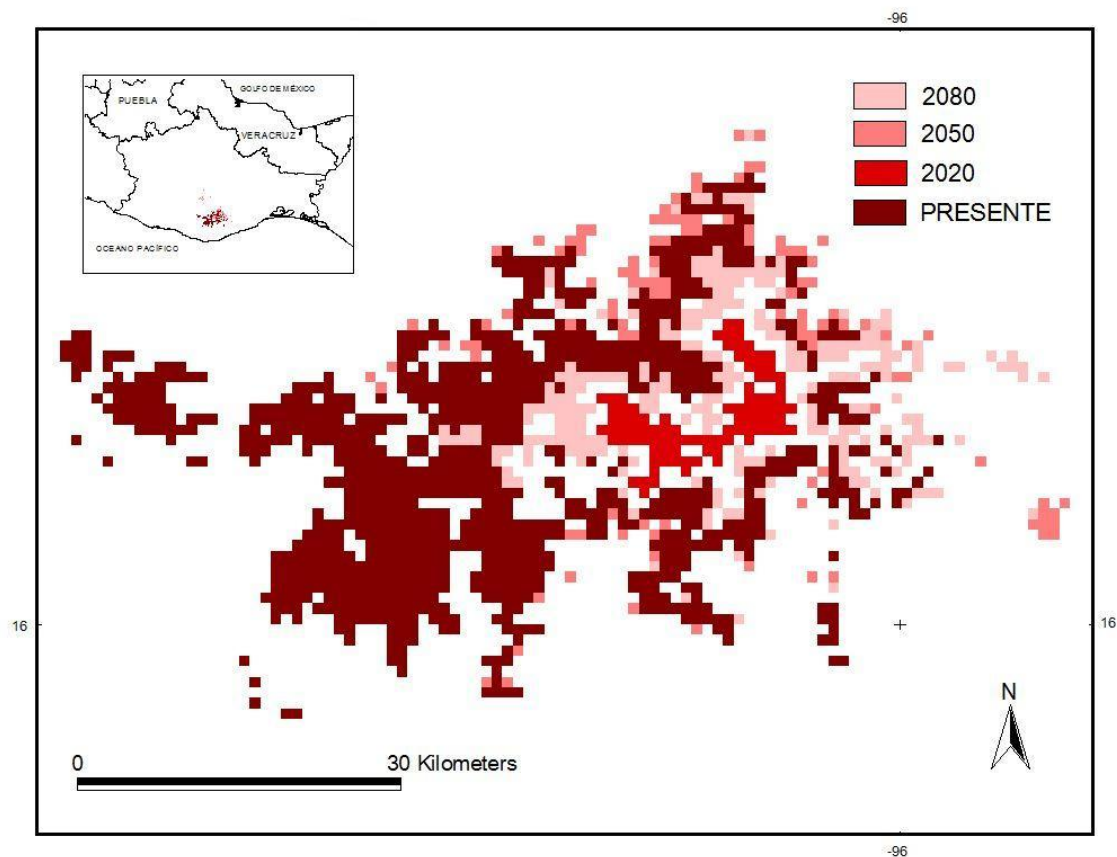 -96
PUEBLA
GOLFO DE MÉXICO
VERACRUZ
OCEANO PACÍFICO
2080
2050
2020
PRESENTE
16
16
N
0
30 Kilometers
-96